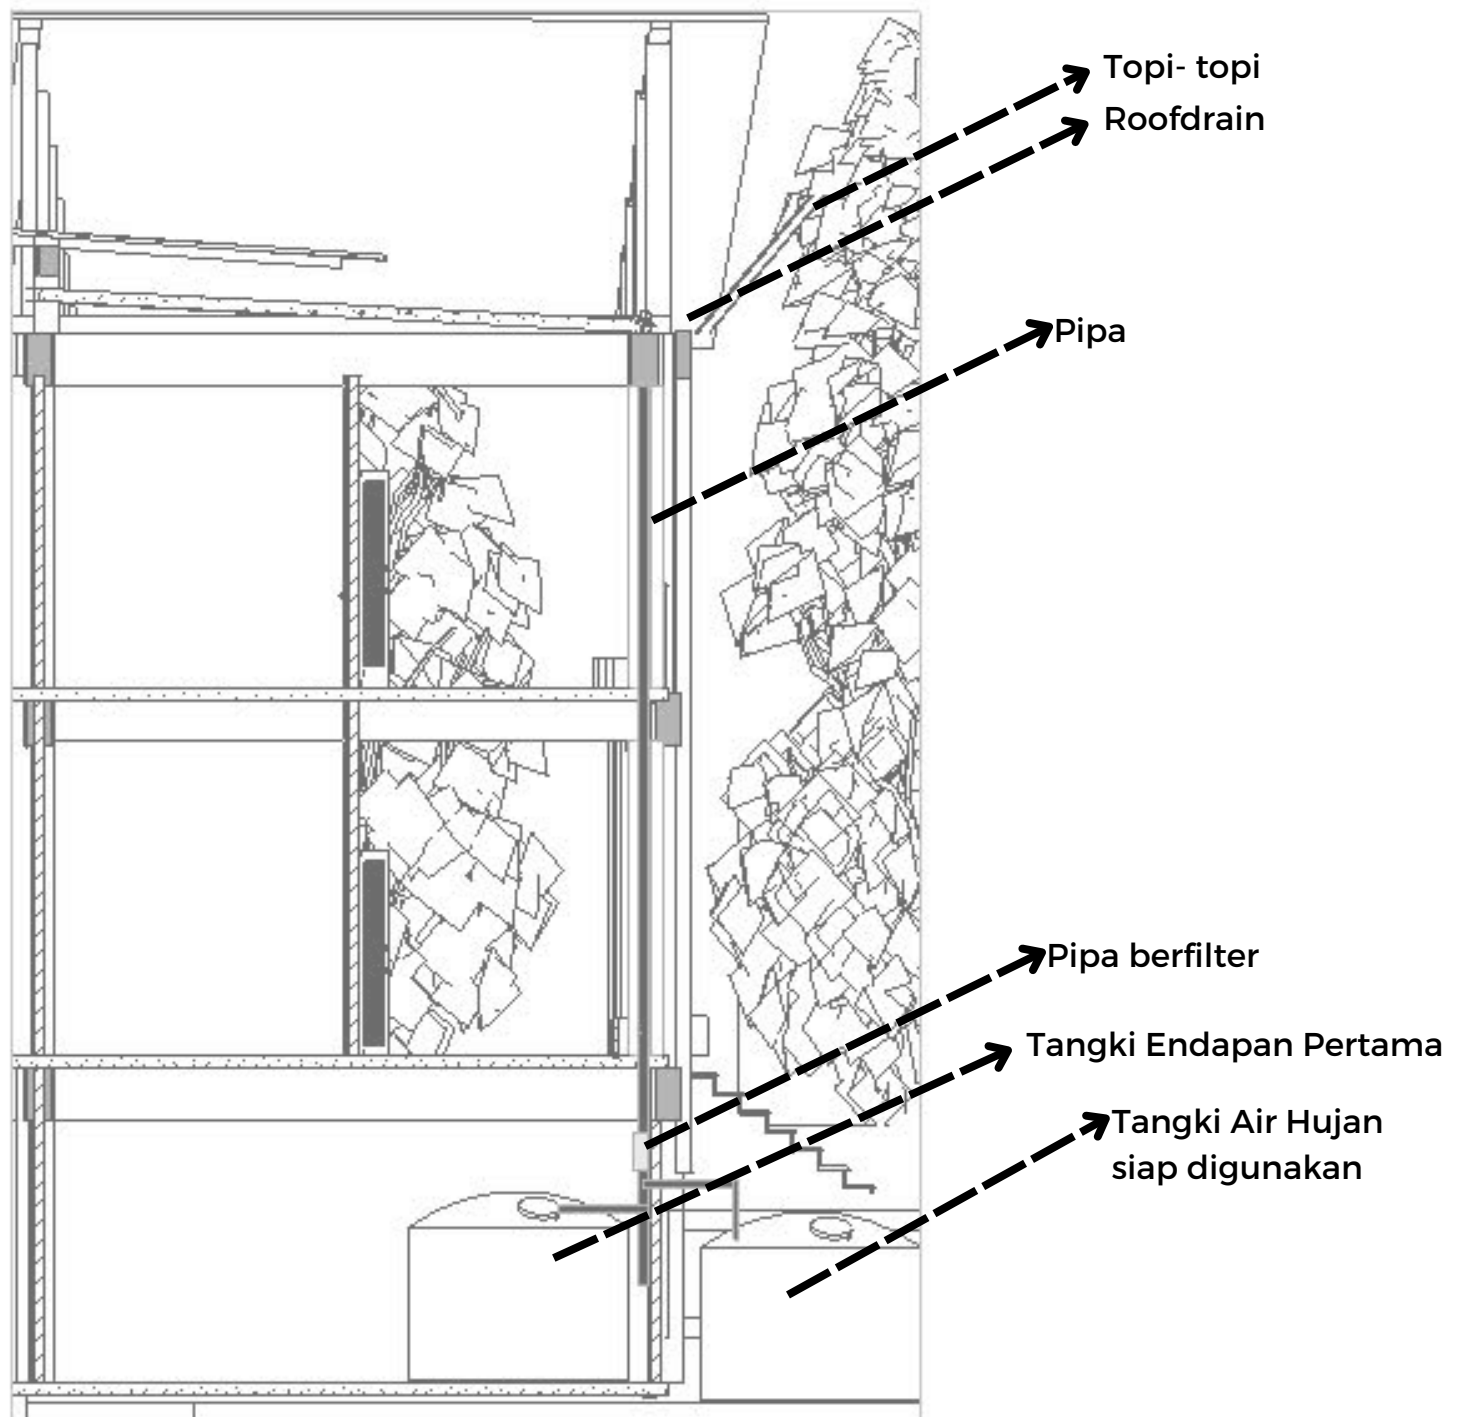 Topi- topi
Roofdrain
Pipa
Pipa berfilter
Tangki Endapan Pertama
Tangki Air Hujan
siap digunakan